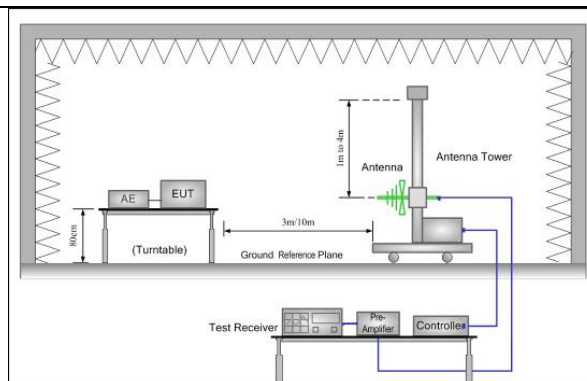 1m to 4m
Antenna
Antenna Tower
AE
EUT
80cm
(Turntable)
3m/10m
Ground Reference Plane
Test Receiver
Pre-
Amplifier
Controlle